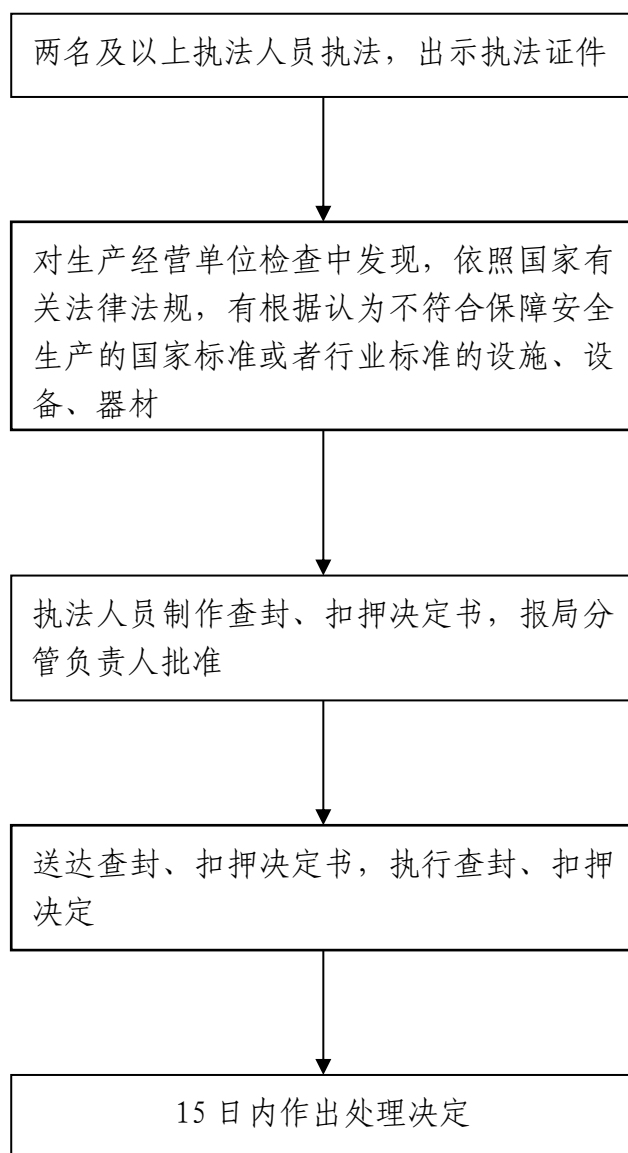 两名及以上执法人员执法，出示执法证件
对生产经营单位检查中发现，依照国家有
关法律法规，有根据认为不符合保障安全
生产的国家标准或者行业标准的设施、设
备、器材
执法人员制作查封、扣押决定书，报局分
管负责人批准
送达查封、扣押决定书，执行查封、扣押
决定
15 日内作出处理决定